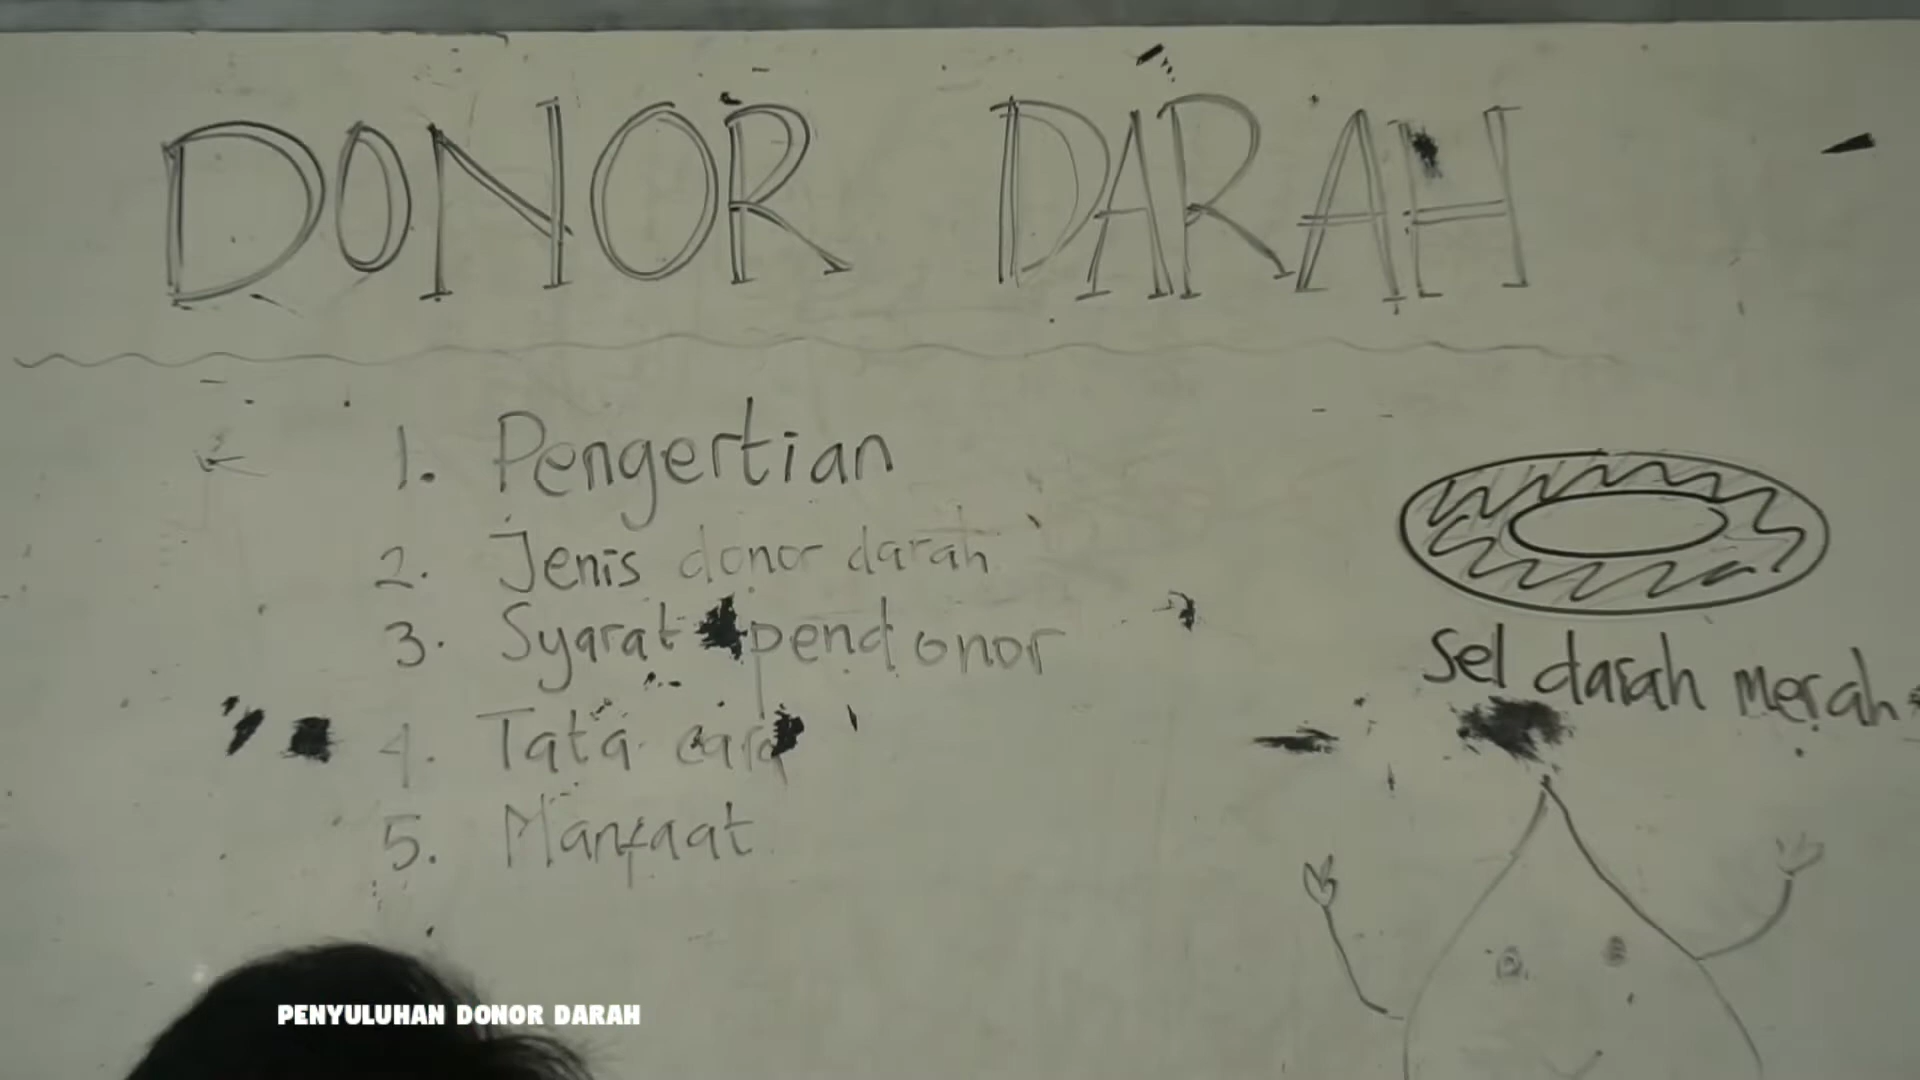 DONOR DARAH
1. Pengertian
2. Jenis donor darah
3. Syarat pendonor
4. Tata cara
5. Manfaat
sel darah merah
PENYULUHAN DONOR DARAH